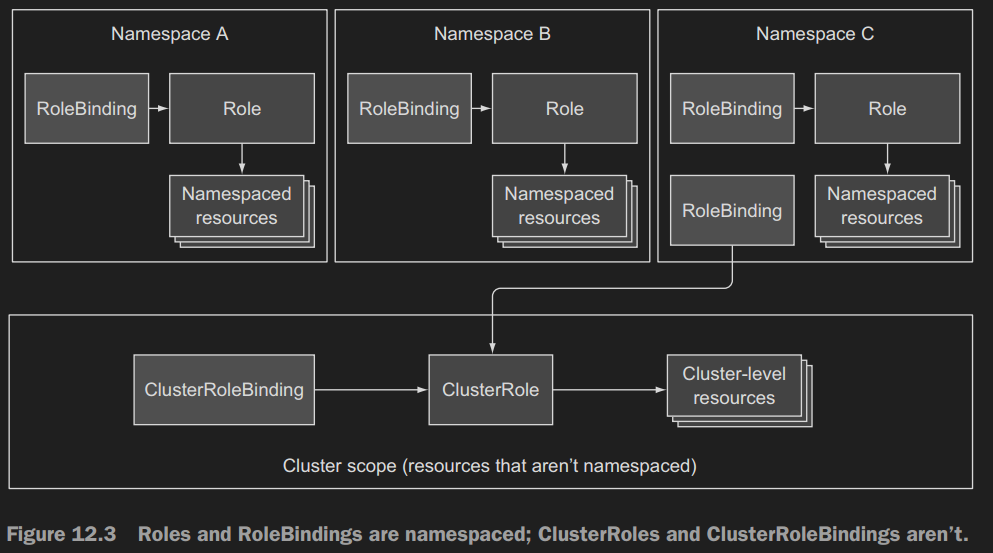 Namespace A
RoleBinding
Role
Namespaced
resources
Namespace B
RoleBinding
Role
Namespaced
resources
Namespace C
RoleBinding
Role
RoleBinding
Namespaced
resources
ClusterRoleBinding
ClusterRole
Cluster-level
resources
Cluster scope (resources that aren’t namespaced)
Figure 12.3 Roles and RoleBindings are namespaced; ClusterRoles and ClusterRoleBindings aren’t.